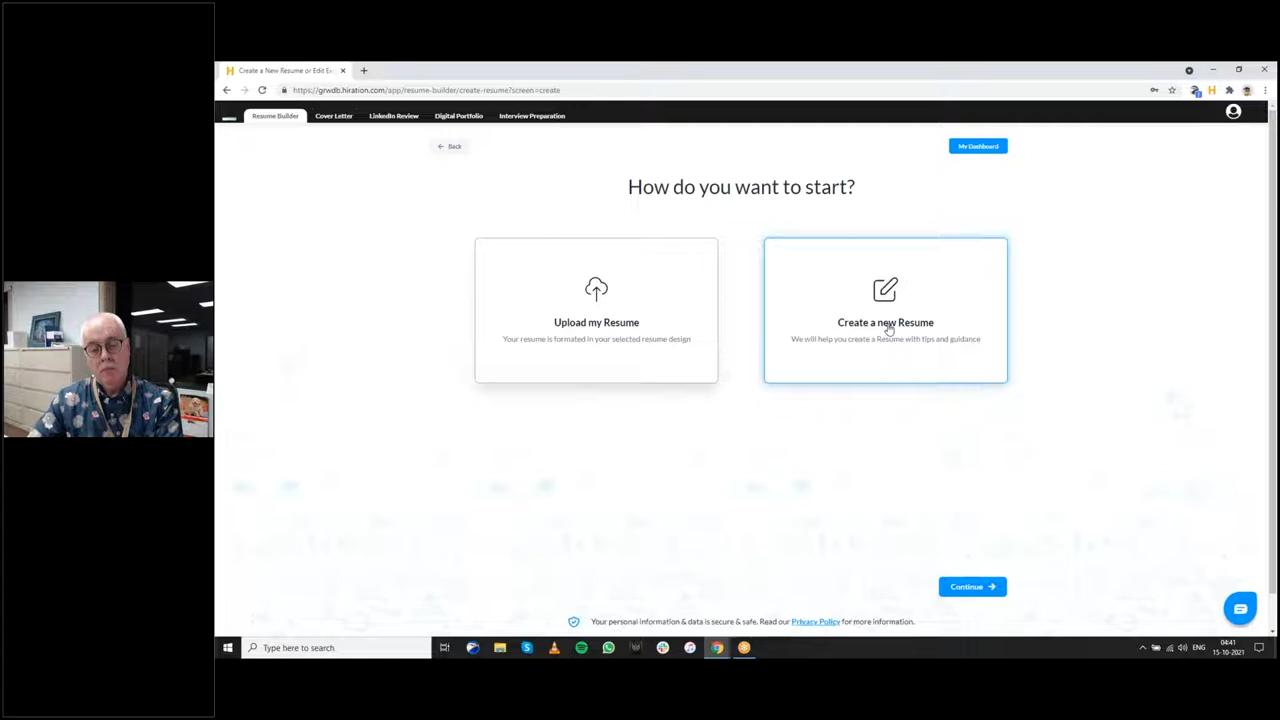 Create a New Resume or Edit Ex
https://grwdb.hiration.com/app/resume-builder/create-resume?screen=create
Resume Builder
Cover Letter
LinkedIn Review
Digital Portfolio
Interview Preparation
Back
My Dashboard
How do you want to start?
Upload my Resume
Your resume is formated in your selected resume design
Create a new Resume
We will help you create a Resume with tips and guidance
Continue
Your personal information & data is secure & safe. Read our Privacy Policy for more information.
Type here to search
ENG
04:41
15-10-2021